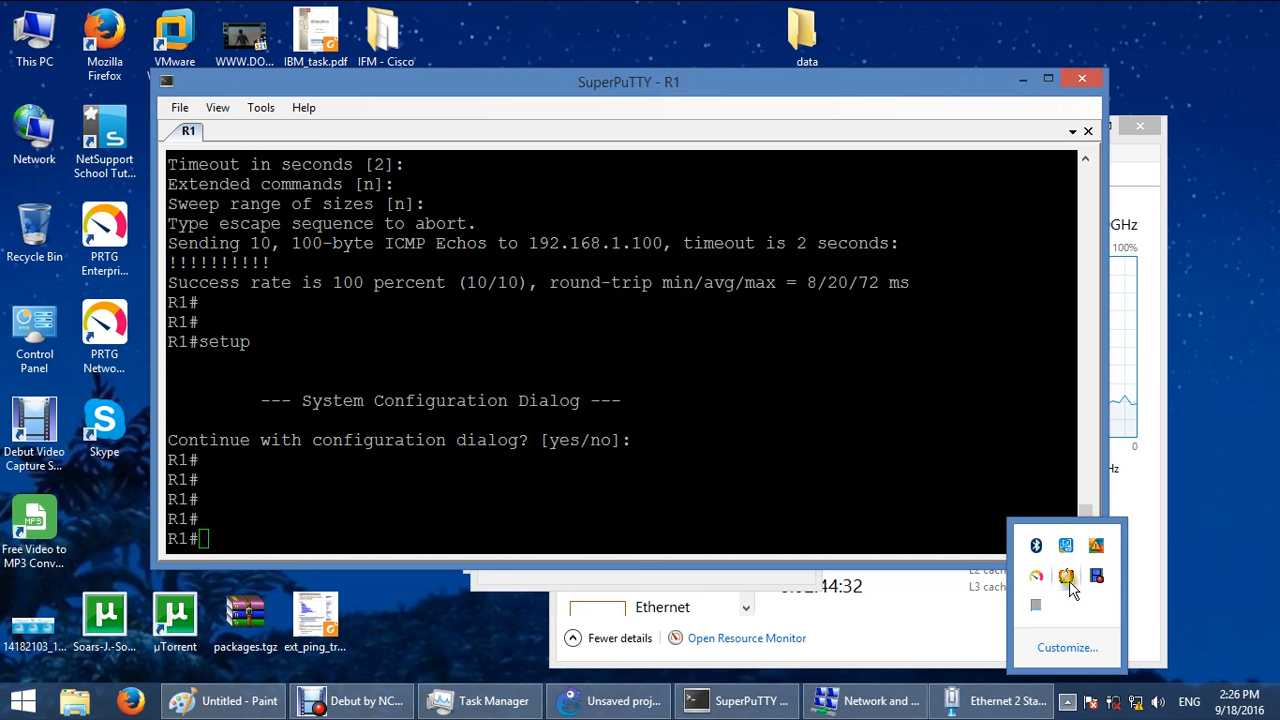 This PC
Mozilla
Firefox
VMware
WWW.DO...
IBM_task.pdf
IFM - Cisco
data
SuperPuTTY - R1
File
View
Tools
Help
R1
Timeout in seconds [2]:
Extended commands [n]:
Sweep range of sizes [n]:
Type escape sequence to abort.
Sending 10, 100-byte ICMP Echos to 192.168.1.100, timeout is 2 seconds:
!!!!!!!!!!
Success rate is 100 percent (10/10), round-trip min/avg/max = 8/20/72 ms
R1#
R1#
R1#setup
--- System Configuration Dialog ---
Continue with configuration dialog? [yes/no]:
R1#
R1#
R1#
R1#
R1#
Network
NetSupport
School Tut...
Recycle Bin
PRTG
Enterpri...
Control
Panel
PRTG
Netwo...
Debut Video
Capture S...
Skype
Free Video to
MP3 Conv...
14182103_1...
Soars-J.-So...
µTorrent
packages.tgz
ext_ping_tr...
GHz
100%
0
Hz
L2 cach
L3 cache
:44:32
Ethernet
Fewer details
Open Resource Monitor
Customize...
Untitled - Paint
Debut by NC...
Task Manager
Unsaved proj...
SuperPuTTY ...
Network and ...
Ethernet 2 Sta...
ENG
2:26 PM
9/18/2016